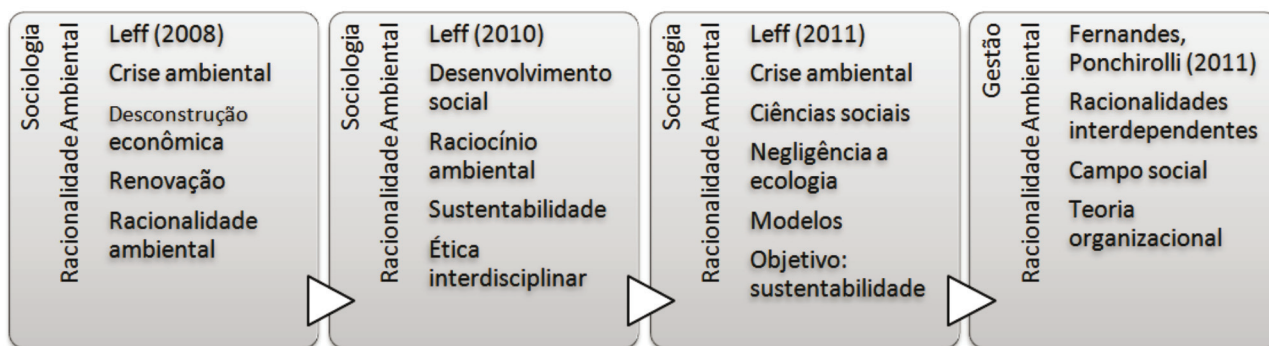 Sociologia
Racionalidade Ambiental
Leff (2008)
Crise ambiental
Desconstrução
econômica
Renovação
Racionalidade
ambiental
Sociologia
Racionalidade Ambiental
Leff (2010)
Desenvolvimento
social
Raciocínio
ambiental
Sustentabilidade
Ética
interdisciplinar
Sociologia
Racionalidade Ambiental
Leff (2011)
Crise ambiental
Ciências sociais
Negligência a
ecologia
Modelos
Objetivo:
sustentabilidade
Gestão
Racionalidade Ambiental
Fernandes,
Ponchirolli (2011)
Racionalidades
interdependentes
Campo social
Teoria
organizacional